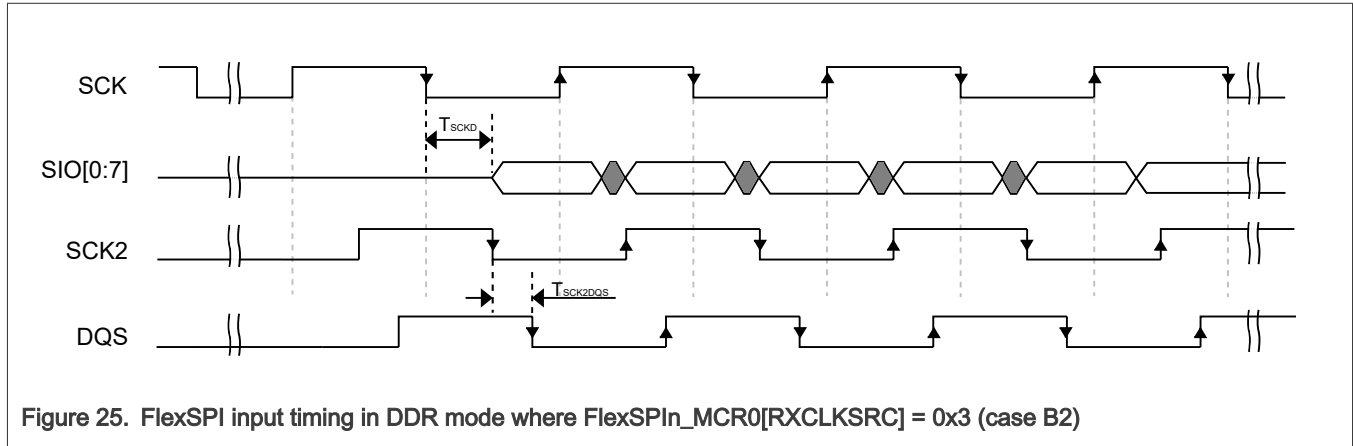 SCK
TSCKD
SIO[0:7]
SCK2
TSCK2DQS
DQS
Figure 25. FlexSPI input timing in DDR mode where FlexSPIn_MCR0[RXCLKSRC] = 0x3 (case B2)